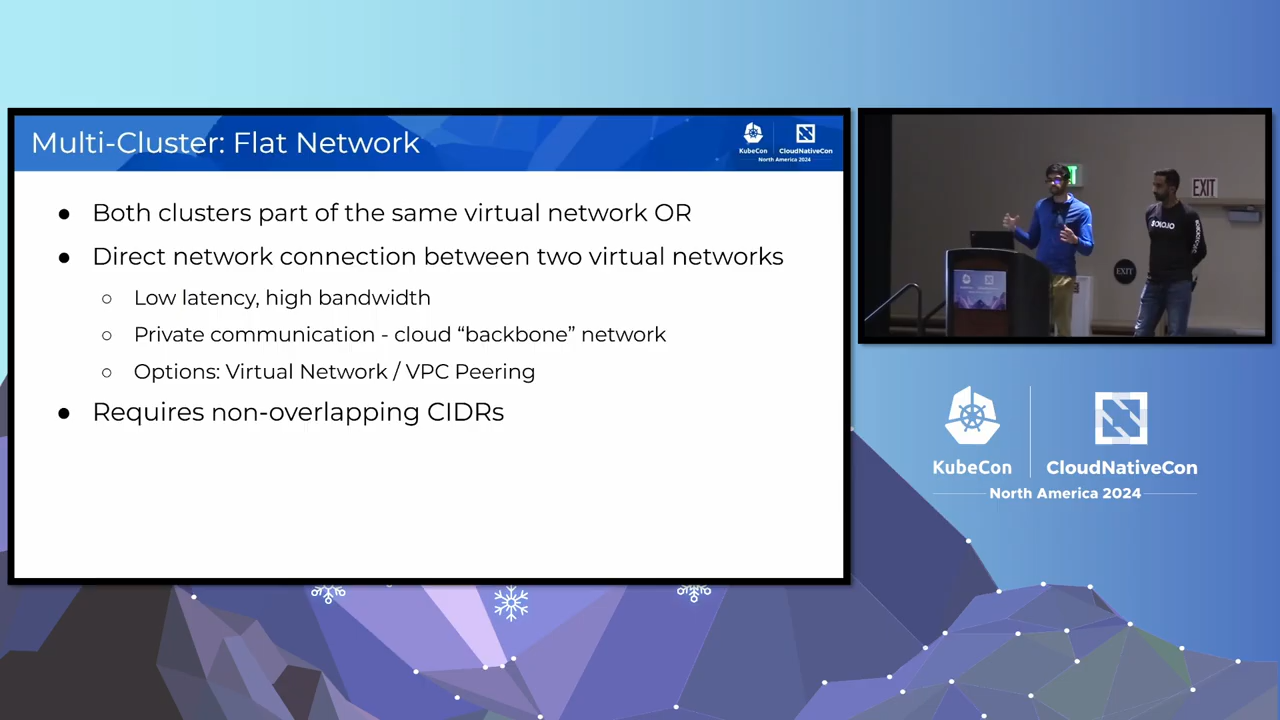 Multi-Cluster: Flat Network
KubeCon
CloudNativeCon
North America 2024
● Both clusters part of the same virtual network OR
● Direct network connection between two virtual networks
○ Low latency, high bandwidth
○ Private communication - cloud “backbone” network
○ Options: Virtual Network / VPC Peering
● Requires non-overlapping CIDRs
EXIT
EXIT
KubeCon
CloudNativeCon
North America 2024